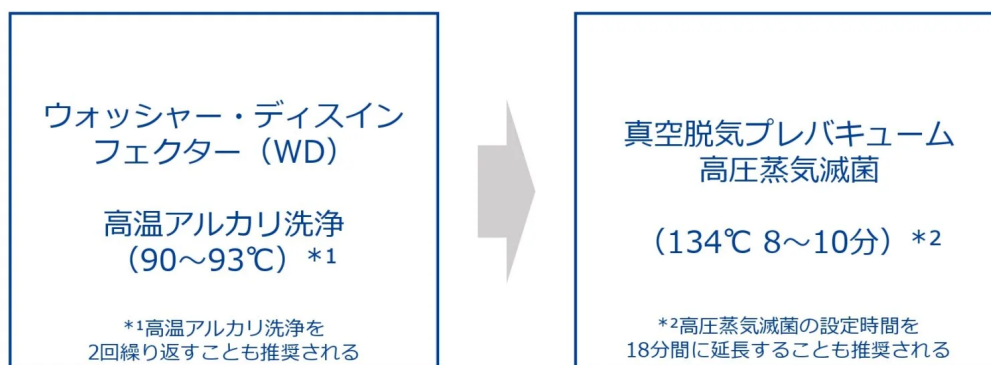 ウォッシャー・ディスイン
フェクター（WD）
高温アルカリ洗浄
（90～93℃）*1
*1高温アルカリ洗浄を
2回繰り返すことも推奨される
真空脱気プレバキューム
高圧蒸気滅菌
（134℃ 8～10分）*2
*2高圧蒸気滅菌の設定時間を
18分間に延長することも推奨される